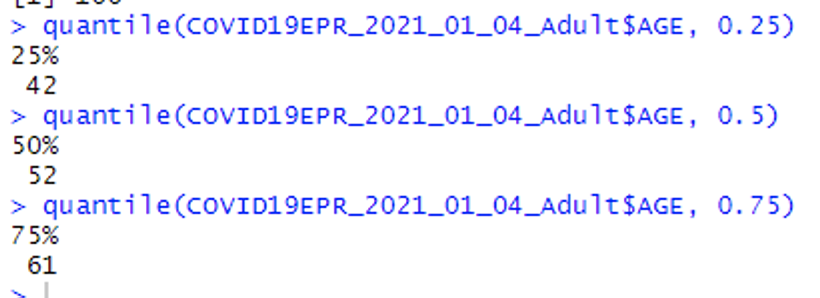 > quantile(COVID19EPR_2021_01_04_Adult$AGE, 0.25)
25%
42
> quantile(COVID19EPR_2021_01_04_Adult$AGE, 0.5)
50%
52
> quantile(COVID19EPR_2021_01_04_Adult$AGE, 0.75)
75%
61
>